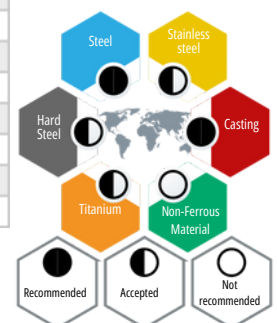 Steel
Stainless
steel
Hard
Steel
Casting
Titanium
Non-Ferrous
Material
Recommended
Accepted
Not
recommended